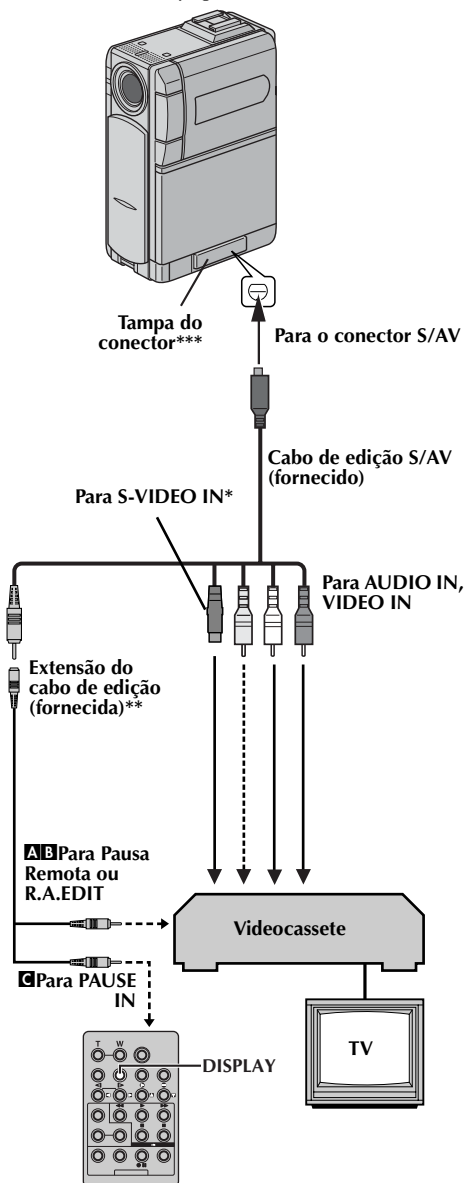 Tampa do
conector***
Para o conector S/AV
Cabo de edição S/AV
(fornecido)
Para S-VIDEO IN*
Para AUDIO IN,
VIDEO IN
Extensão do
cabo de edição
(fornecida)**
A B Para Pausa
Remota ou
R.A.EDIT
Videocassete
C Para PAUSE
IN
TV
T W
DISPLAY